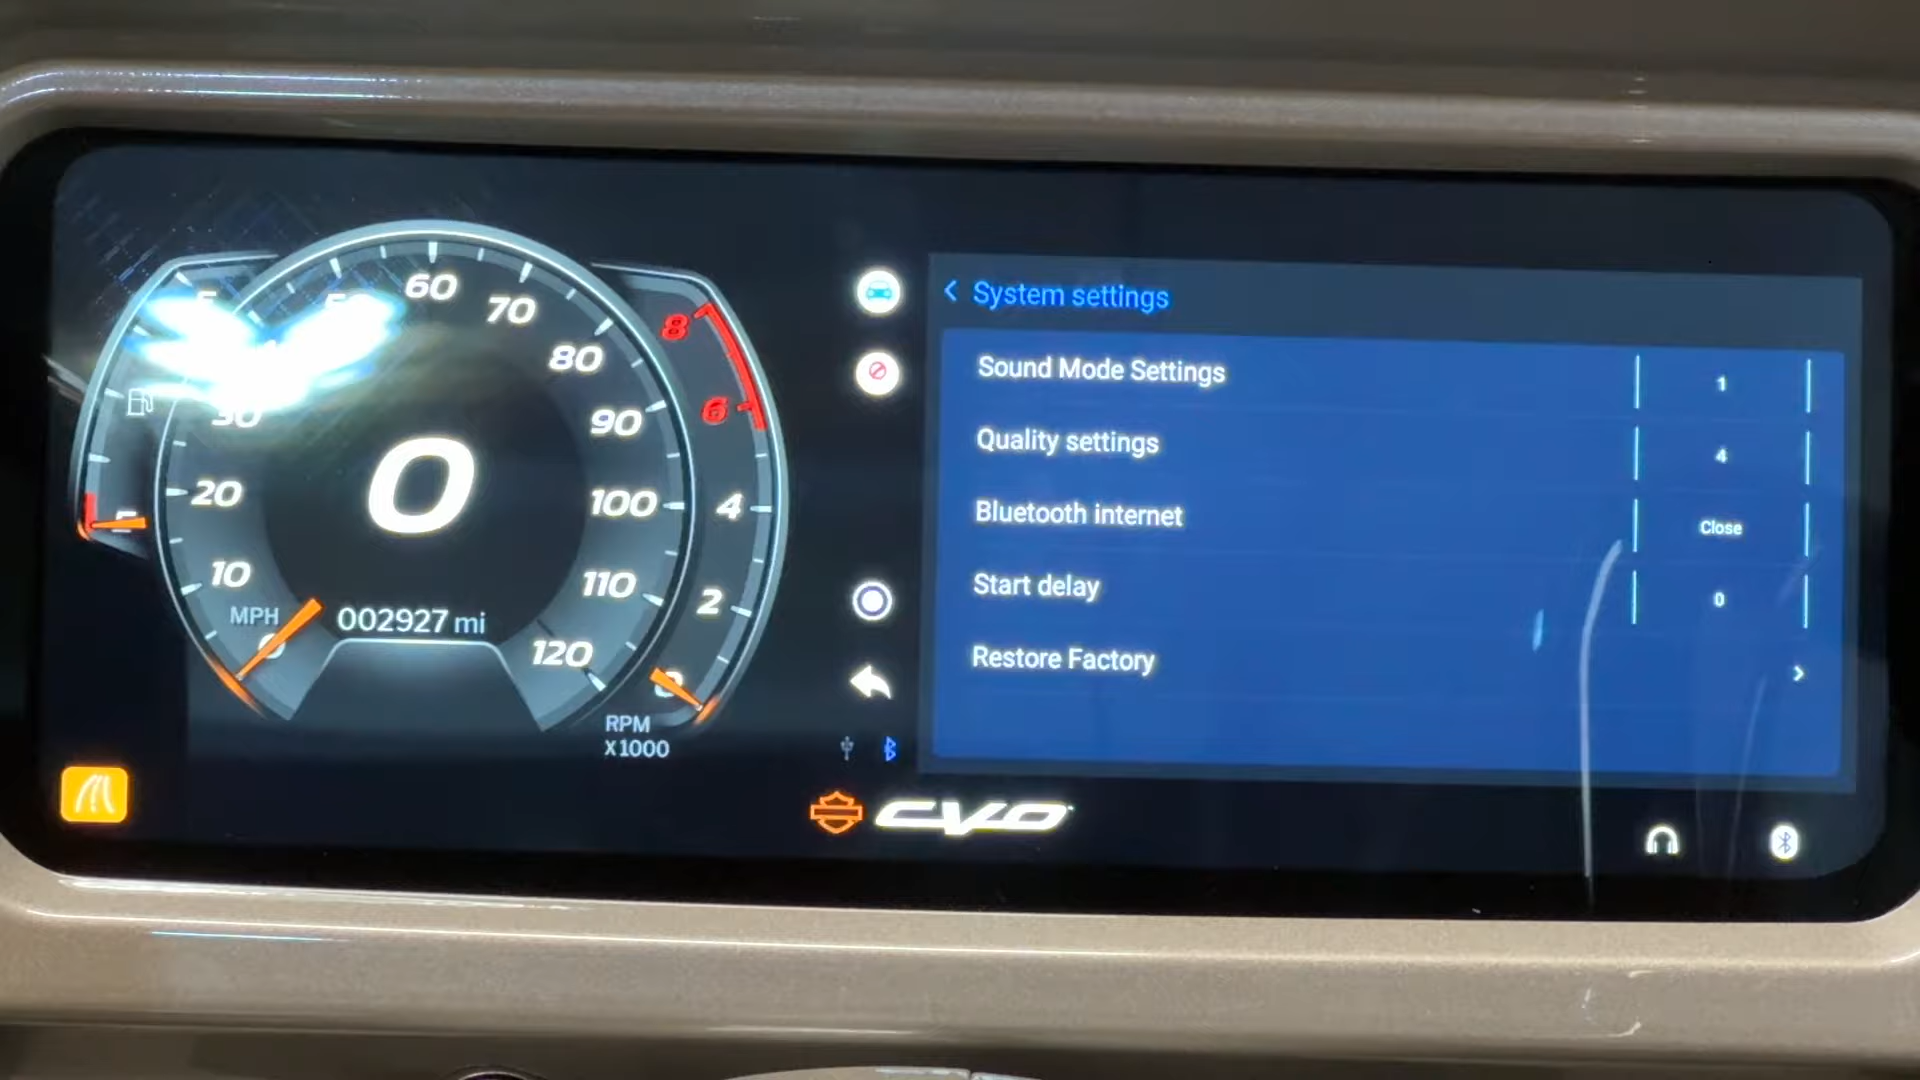 60
70
80
90
100
110
120
20
10
0
MPH
0
002927 mi
8
6
4
2
RPM
X1000
System settings
Sound Mode Settings 1
Quality settings 4
Bluetooth internet Close
Start delay 0
Restore Factory
CVO